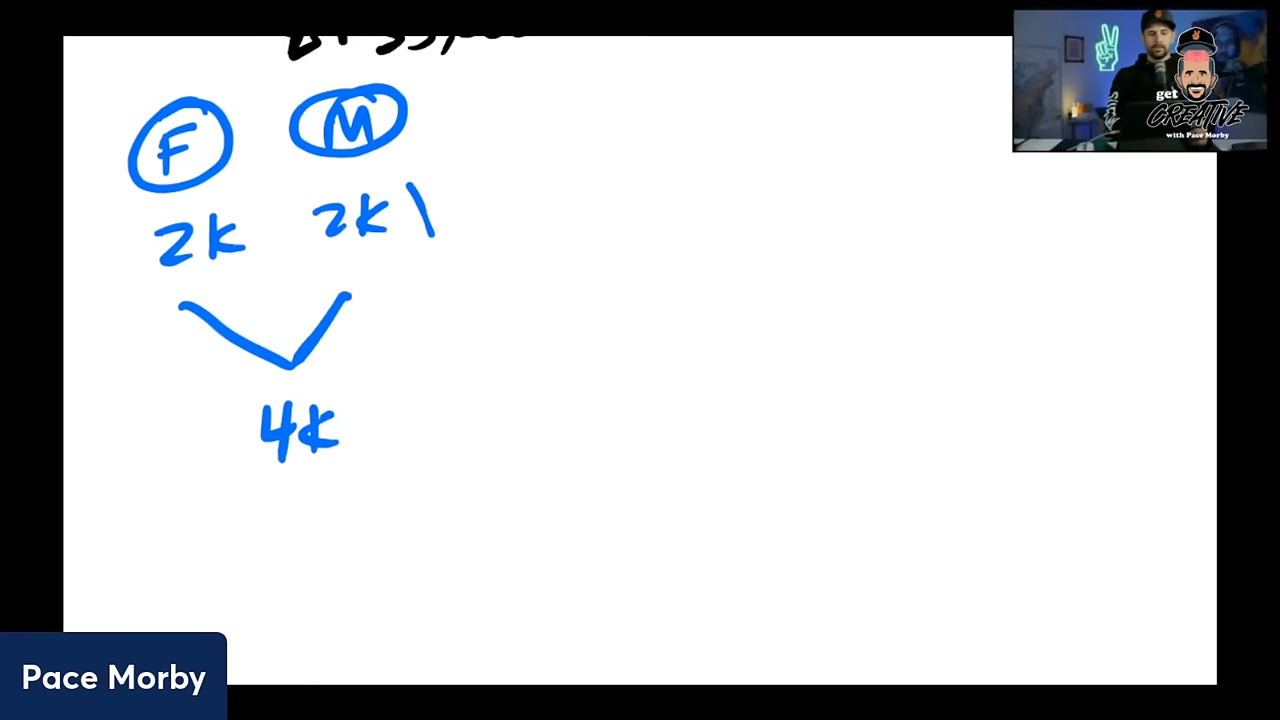 F M
2K 2K \
4K
get
CREATIVE
with Pace Morby
Pace Morby